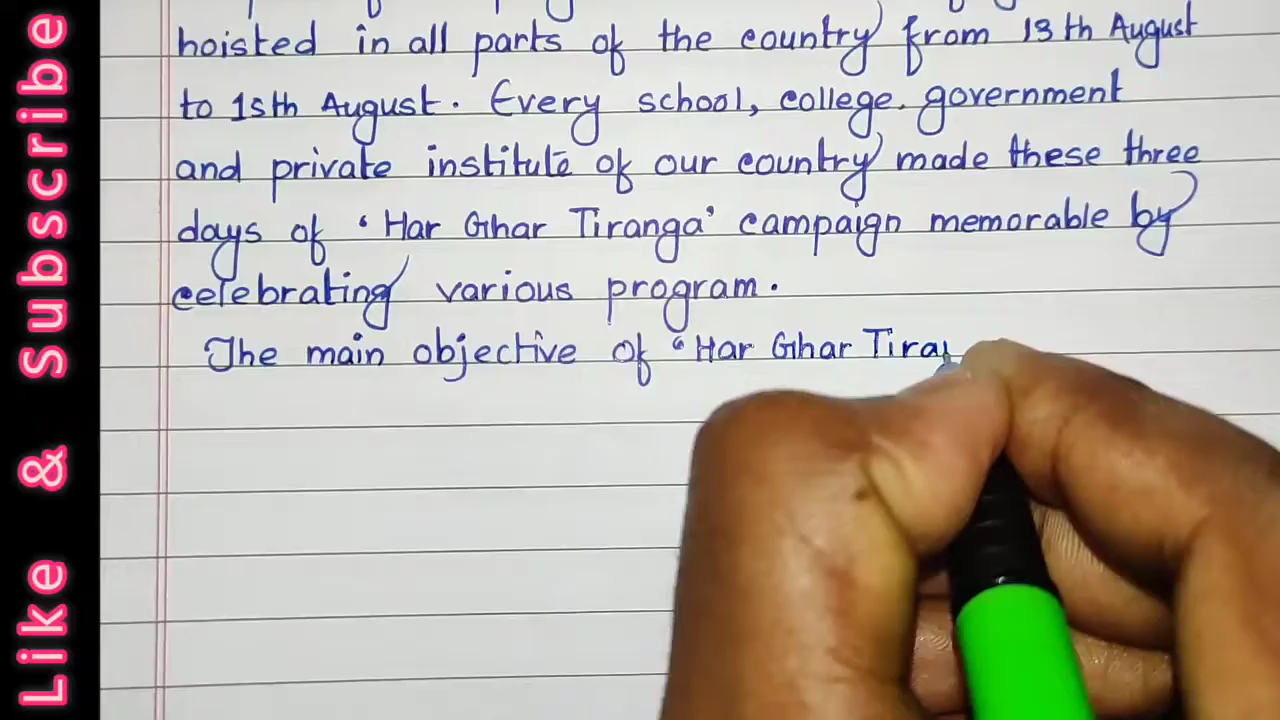 hoisted in all parts of the country from 13th August
to 15th August. Every school, college, government
and private institute of our country made these three
days of 'Har Ghar Tiranga' campaign memorable by
celebrating various program.
The main objective of "Har Ghar Tira
Like & Subscribe